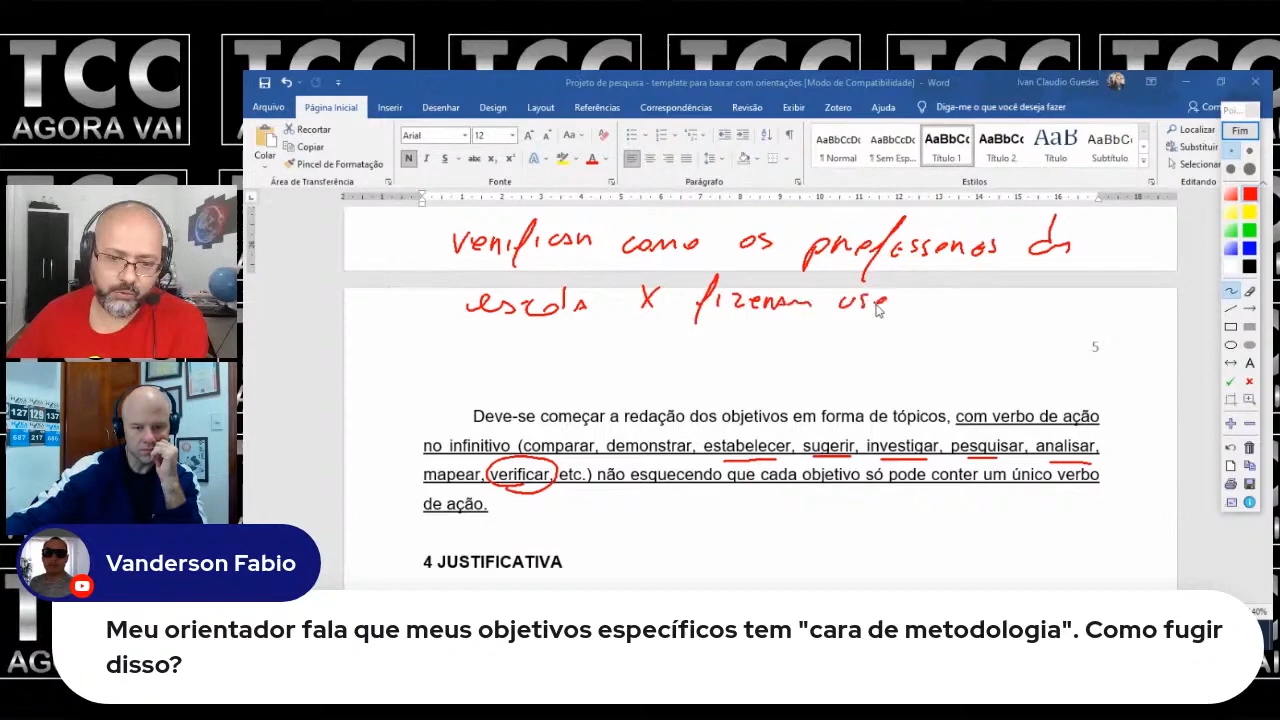 TCC
AGORA VAI
Projeto de pesquisa - template para baixar com orientações [Modo de Compatibilidade] - Word
Ivan Claudio Guedes
Arquivo Página Inicial Inserir Desenhar Design Layout Referências Correspondências Revisão Exibir Zotero Ajuda Diga-me o que você deseja fazer Com
Fim
Colar
Recortar
Copiar
Pincel de Formatação
Área de Transferência
Arial 12
Fonte
Parágrafo
AaBbCcDc AaBbCcDc AaBbCc AaBbCc AaB AaBbCc
¶ Normal ¶ Sem Esp... Título 1 Título 2 Título Subtítulo
Estilos
Localizar
Substituir
Selecionar
Editando
verificar como os professores da
escola X fizeram uso
5
Deve-se começar a redação dos objetivos em forma de tópicos, com verbo de ação
no infinitivo (comparar, demonstrar, estabelecer, sugerir, investigar, pesquisar, analisar,
mapear, verificar, etc.) não esquecendo que cada objetivo só pode conter um único verbo
de ação.
4 JUSTIFICATIVA
Vanderson Fabio
Meu orientador fala que meus objetivos específicos tem "cara de metodologia". Como fugir
disso?